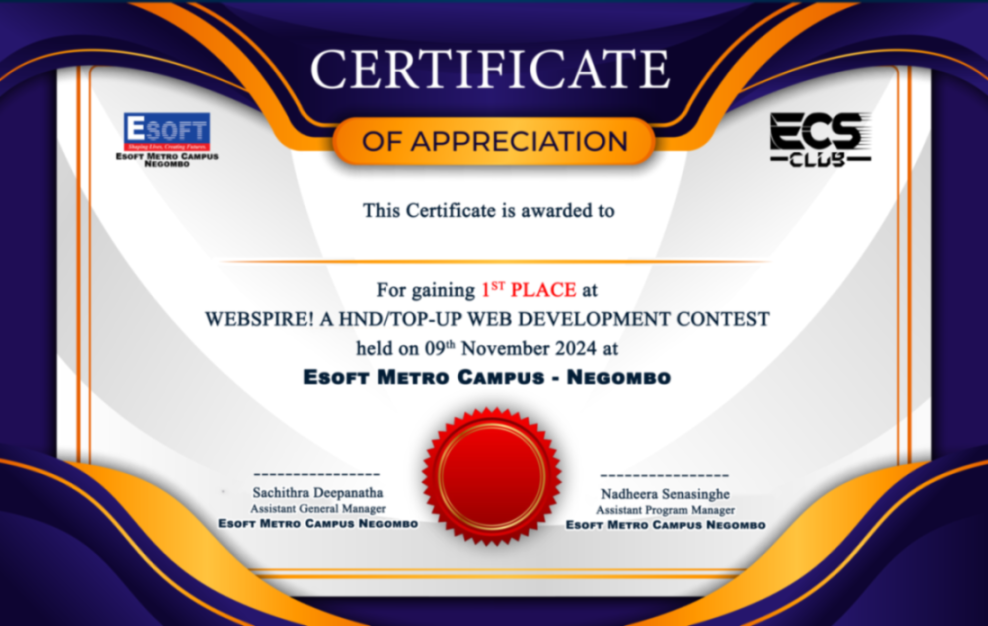 CERTIFICATE
OF APPRECIATION
ESOFT
Shaping Lives, Creating Futures
ESOFT METRO CAMPUS
NEGOMBO
ECS
CLUB
This Certificate is awarded to
For gaining 1ST PLACE at
WEBSPIRE! A HND/TOP-UP WEB DEVELOPMENT CONTEST
held on 09th November 2024 at
ESOFT METRO CAMPUS - NEGOMBO
Sachithra Deepanatha
Assistant General Manager
ESOFT METRO CAMPUS NEGOMBO
Nadheera Senasinghe
Assistant Program Manager
ESOFT METRO CAMPUS NEGOMBO